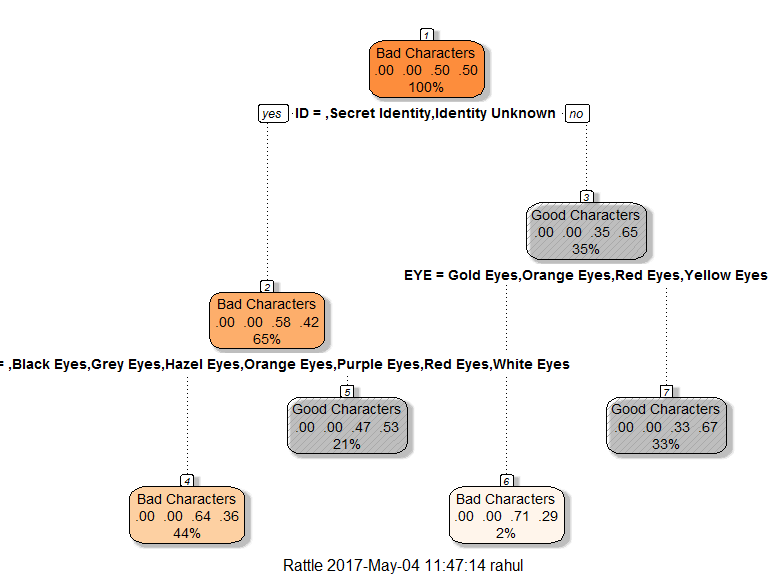 1
Bad Characters
.00 .00 .50 .50
100%
yes ID = ,Secret Identity,Identity Unknown no
3
Good Characters
.00 .00 .35 .65
35%
EYE = Gold Eyes,Orange Eyes,Red Eyes,Yellow Eyes
2
Bad Characters
.00 .00 .58 .42
65%
= ,Black Eyes,Grey Eyes,Hazel Eyes,Orange Eyes,Purple Eyes,Red Eyes,White Eyes
5
Good Characters
.00 .00 .47 .53
21%
7
Good Characters
.00 .00 .33 .67
33%
4
Bad Characters
.00 .00 .64 .36
44%
6
Bad Characters
.00 .00 .71 .29
2%
Rattle 2017-May-04 11:47:14 rahul